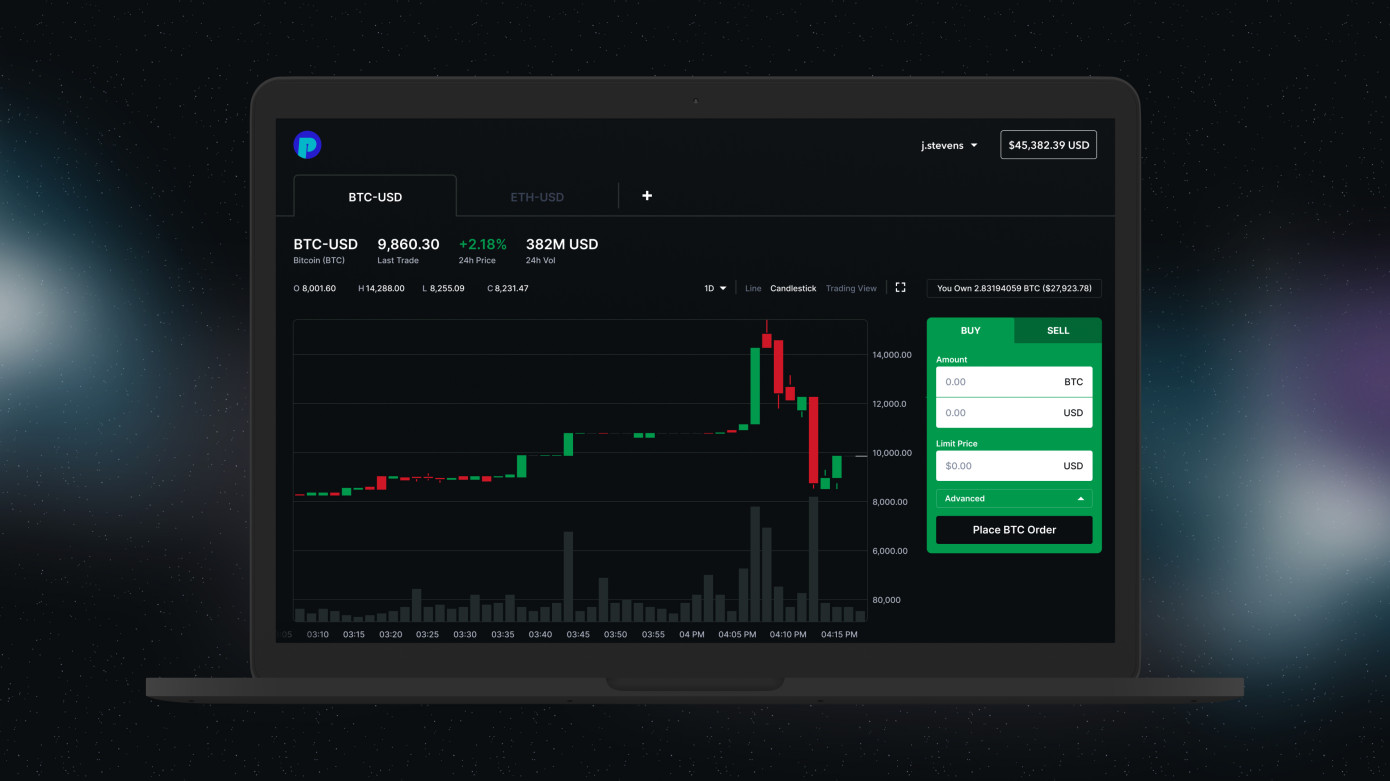 j.stevens
$45,382.39 USD
BTC-USD
ETH-USD
+
BTC-USD 9,860.30 +2.18% 382M USD
Bitcoin (BTC) Last Trade 24h Price 24h Vol
O 8,001.60 H 14,288.00 L 8,255.09 C 8,231.47
1D Line Candlestick Trading View
You Own 2.83194059 BTC ($27,923.78)
14,000.00
12,000.0
10,000.00
8,000.00
6,000.00
80,000
05 03:10 03:15 03:20 03:25 03:30 03:35 03:40 03:45 03:50 03:55 04 PM 04:05 PM 04:10 PM 04:15 PM
BUY SELL
Amount
0.00 BTC
0.00 USD
Limit Price
$0.00 USD
Advanced
Place BTC Order